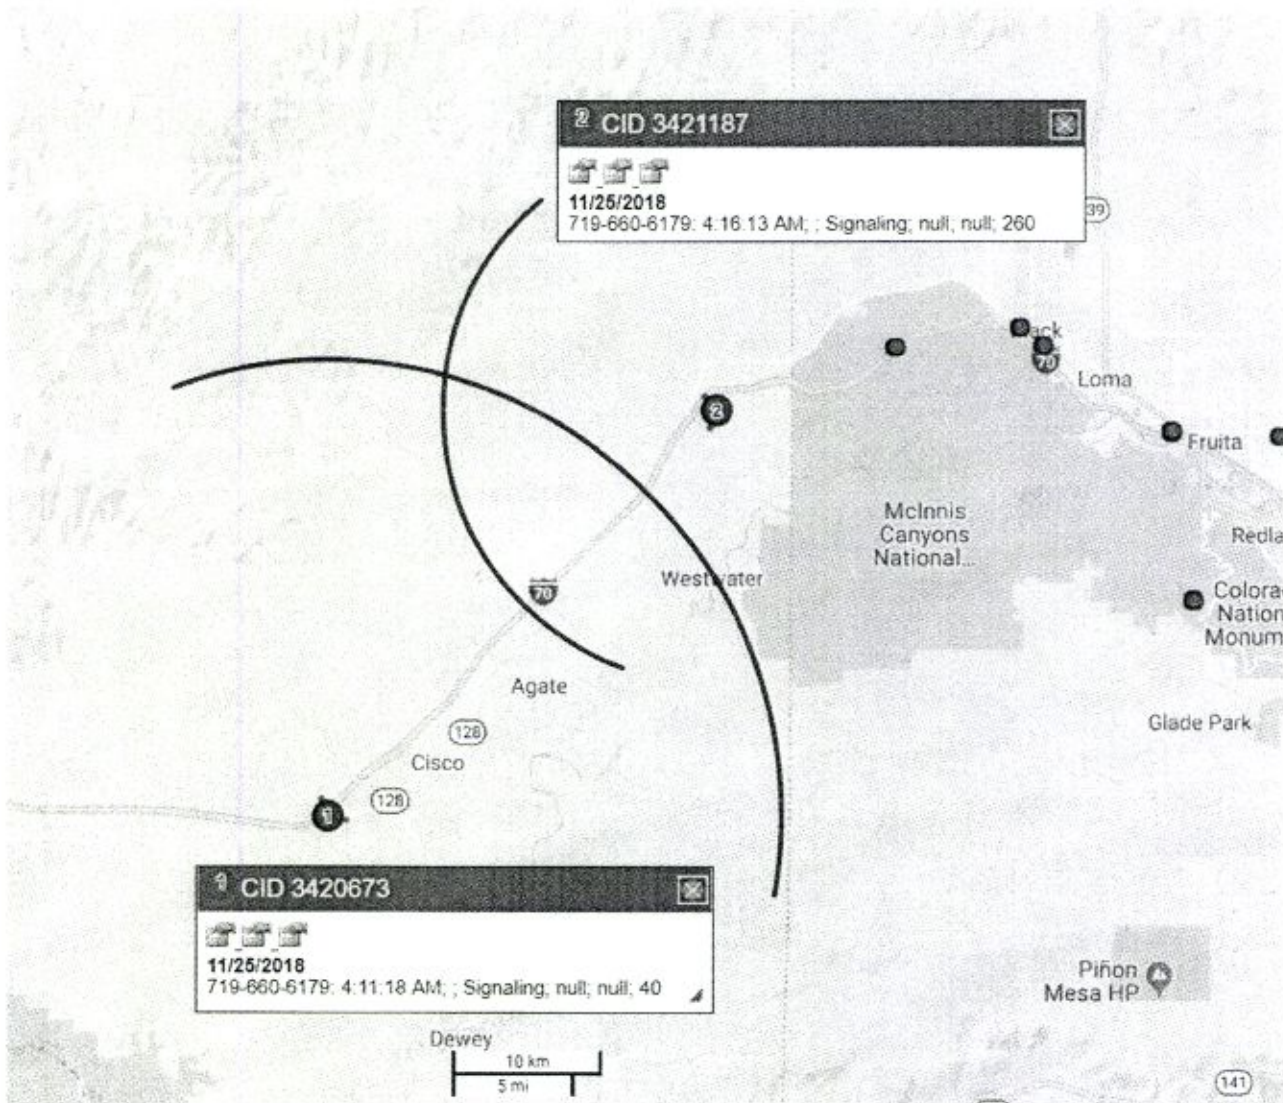 2 CID 3421187
11/25/2018
719-660-6179: 4:16:13 AM; ; Signaling; null; null; 260
39
70
Loma
2
Fruita
McInnis
Canyons
National...
Westwater
70
Agate
128
Cisco
128
1
Glade Park
1 CID 3420673
11/25/2018
719-660-6179: 4:11:18 AM; ; Signaling; null; null; 40
Piñon
Mesa HP
Dewey
10 km
5 mi
141